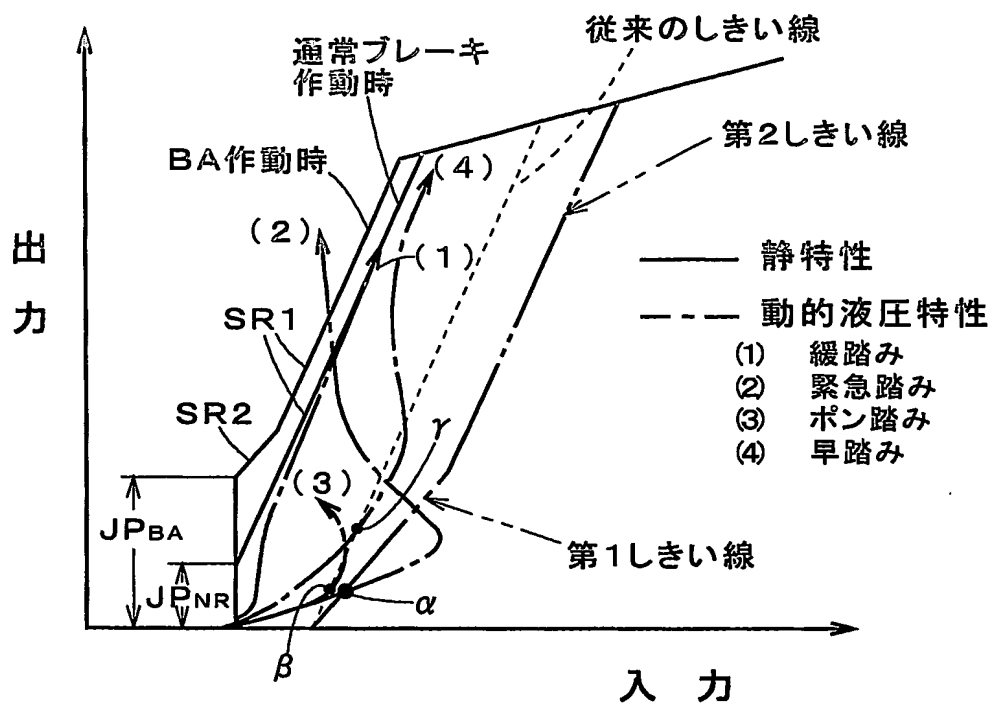 従来のしきい線
通常ブレーキ
作動時
第2しきい線
BA作動時
(4)
(2)
(1)
出
力
静特性
SR1
動的液圧特性
(1) 緩踏み
(2) 緊急踏み
(3) ポン踏み
(4) 早踏み
SR2
γ
(3)
JPBA
第1しきい線
JPNR
α
β
入力